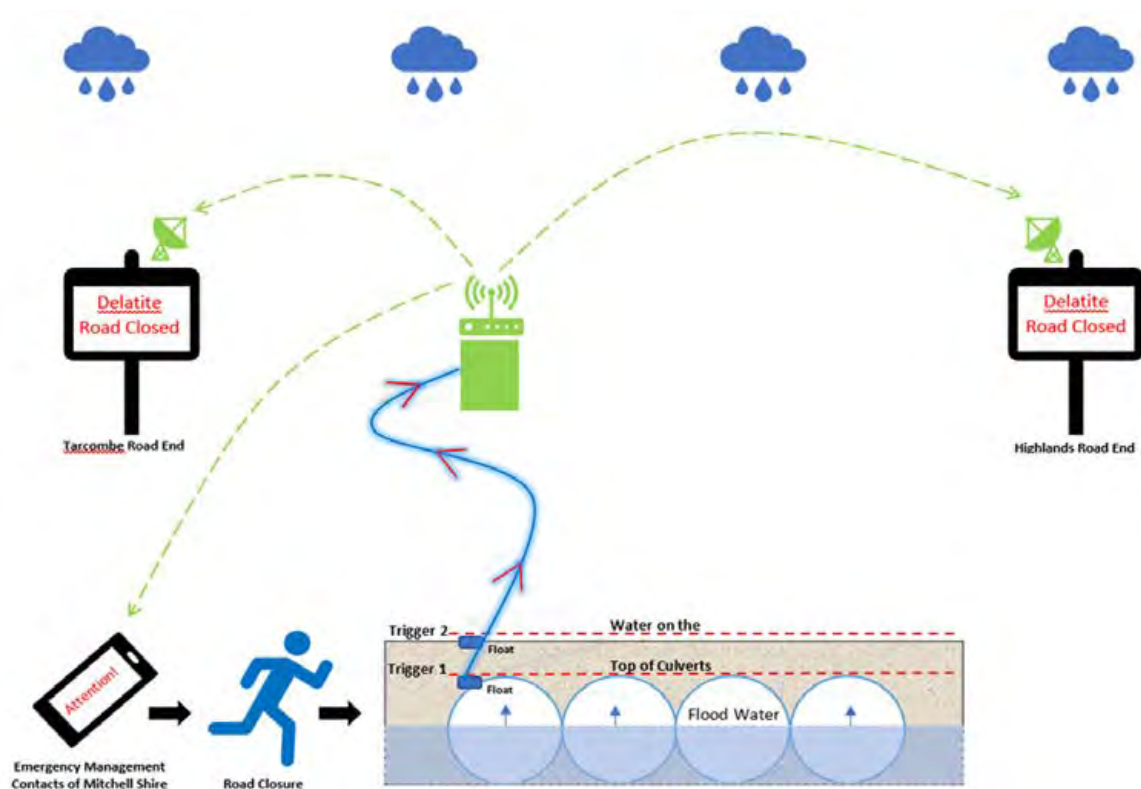 Delatite
Road Closed
Tarcombe Road End
Delatite
Road Closed
Highlands Road End
Trigger 2
Water on the
Float
Trigger 1
Top of Culverts
Float
Flood Water
Attention!
Emergency Management
Contacts of Mitchell Shire
Road Closure